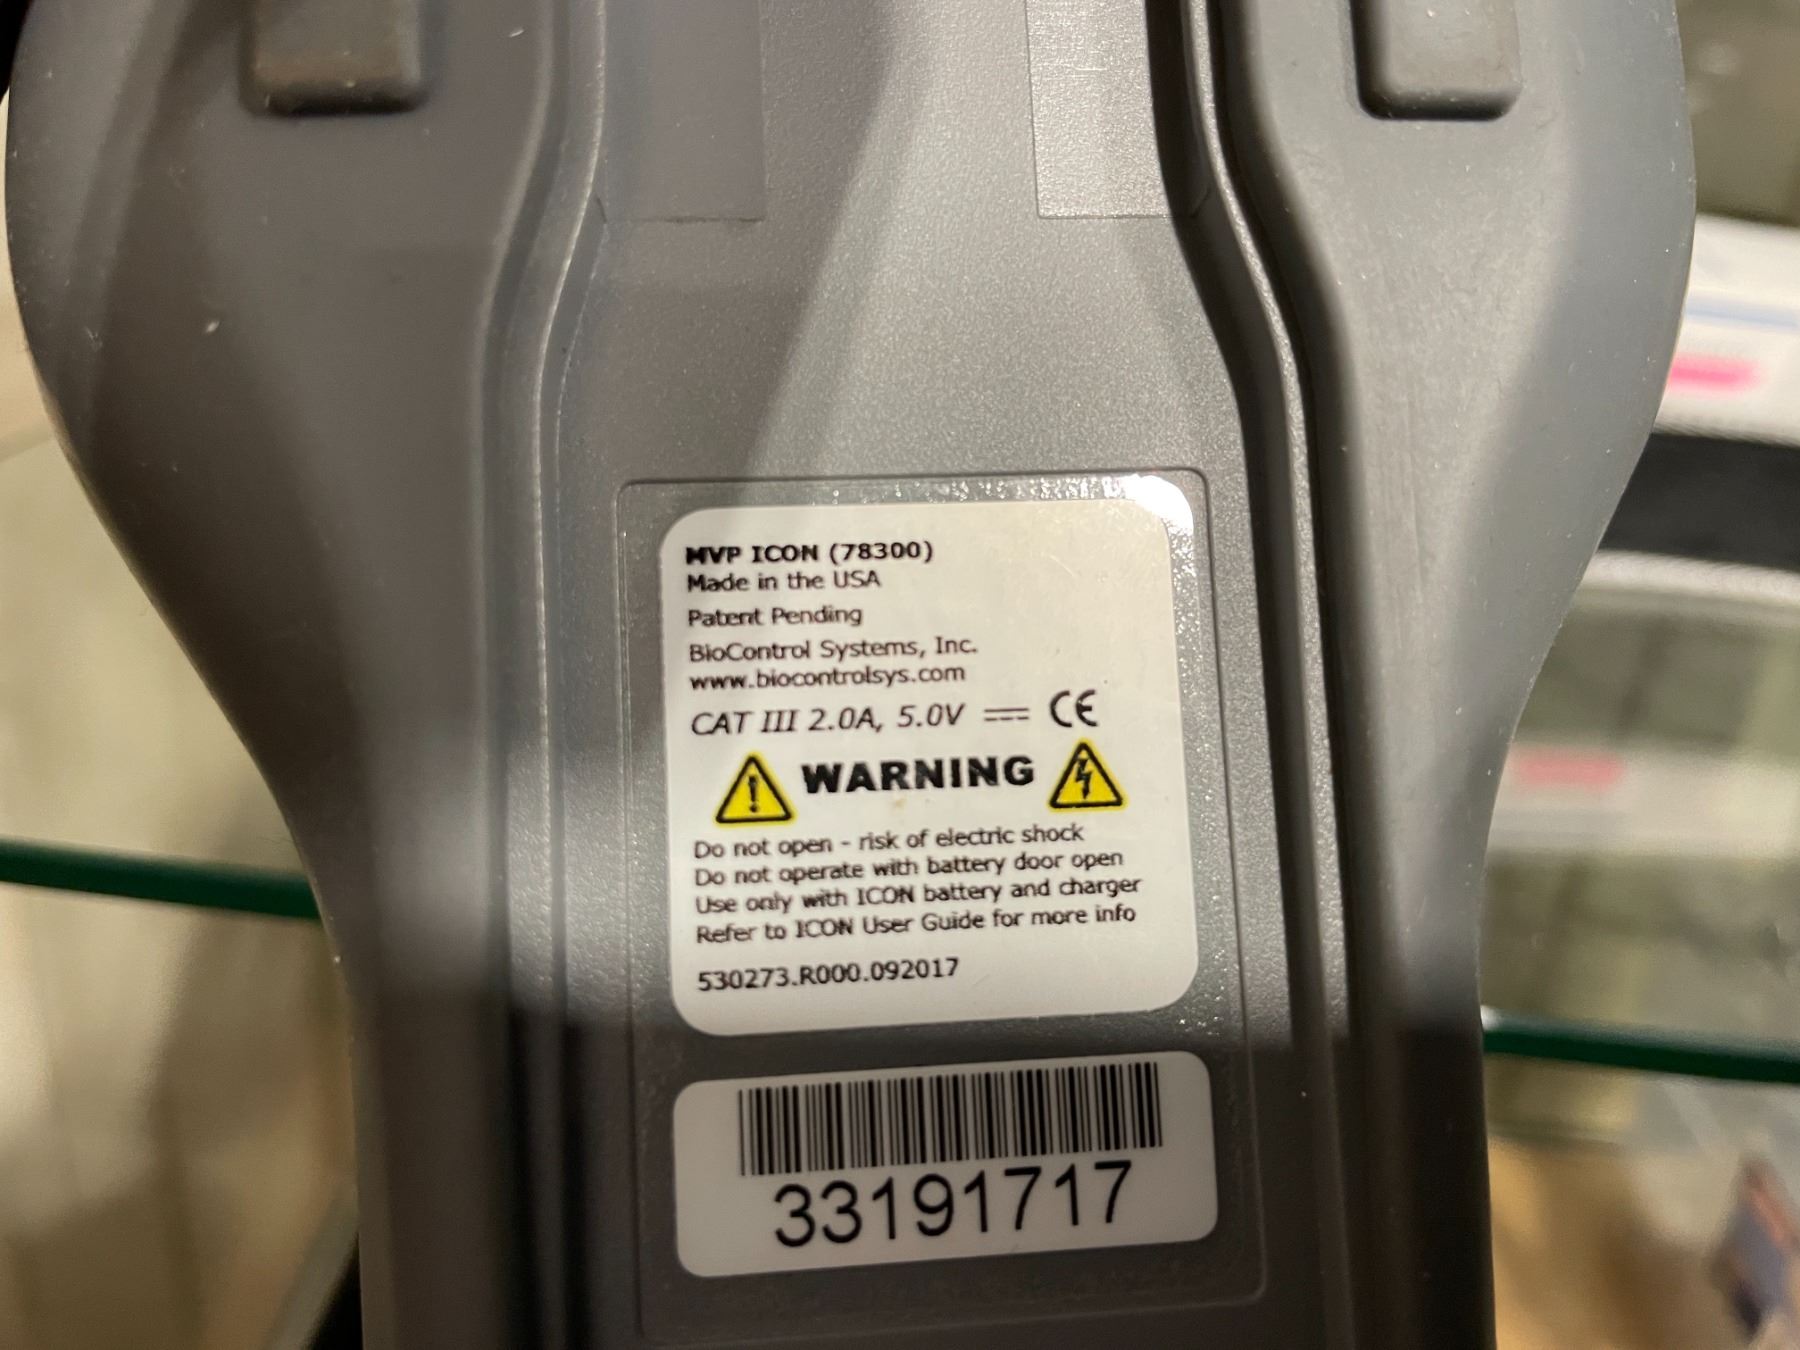 MVP ICON (78300)
Made in the USA
Patent Pending
BioControl Systems, Inc.
www.biocontrolsys.com
CAT III 2.0A, 5.0V ⎓ CE
WARNING
Do not open - risk of electric shock
Do not operate with battery door open
Use only with ICON battery and charger
Refer to ICON User Guide for more info
530273.R000.092017
33191717